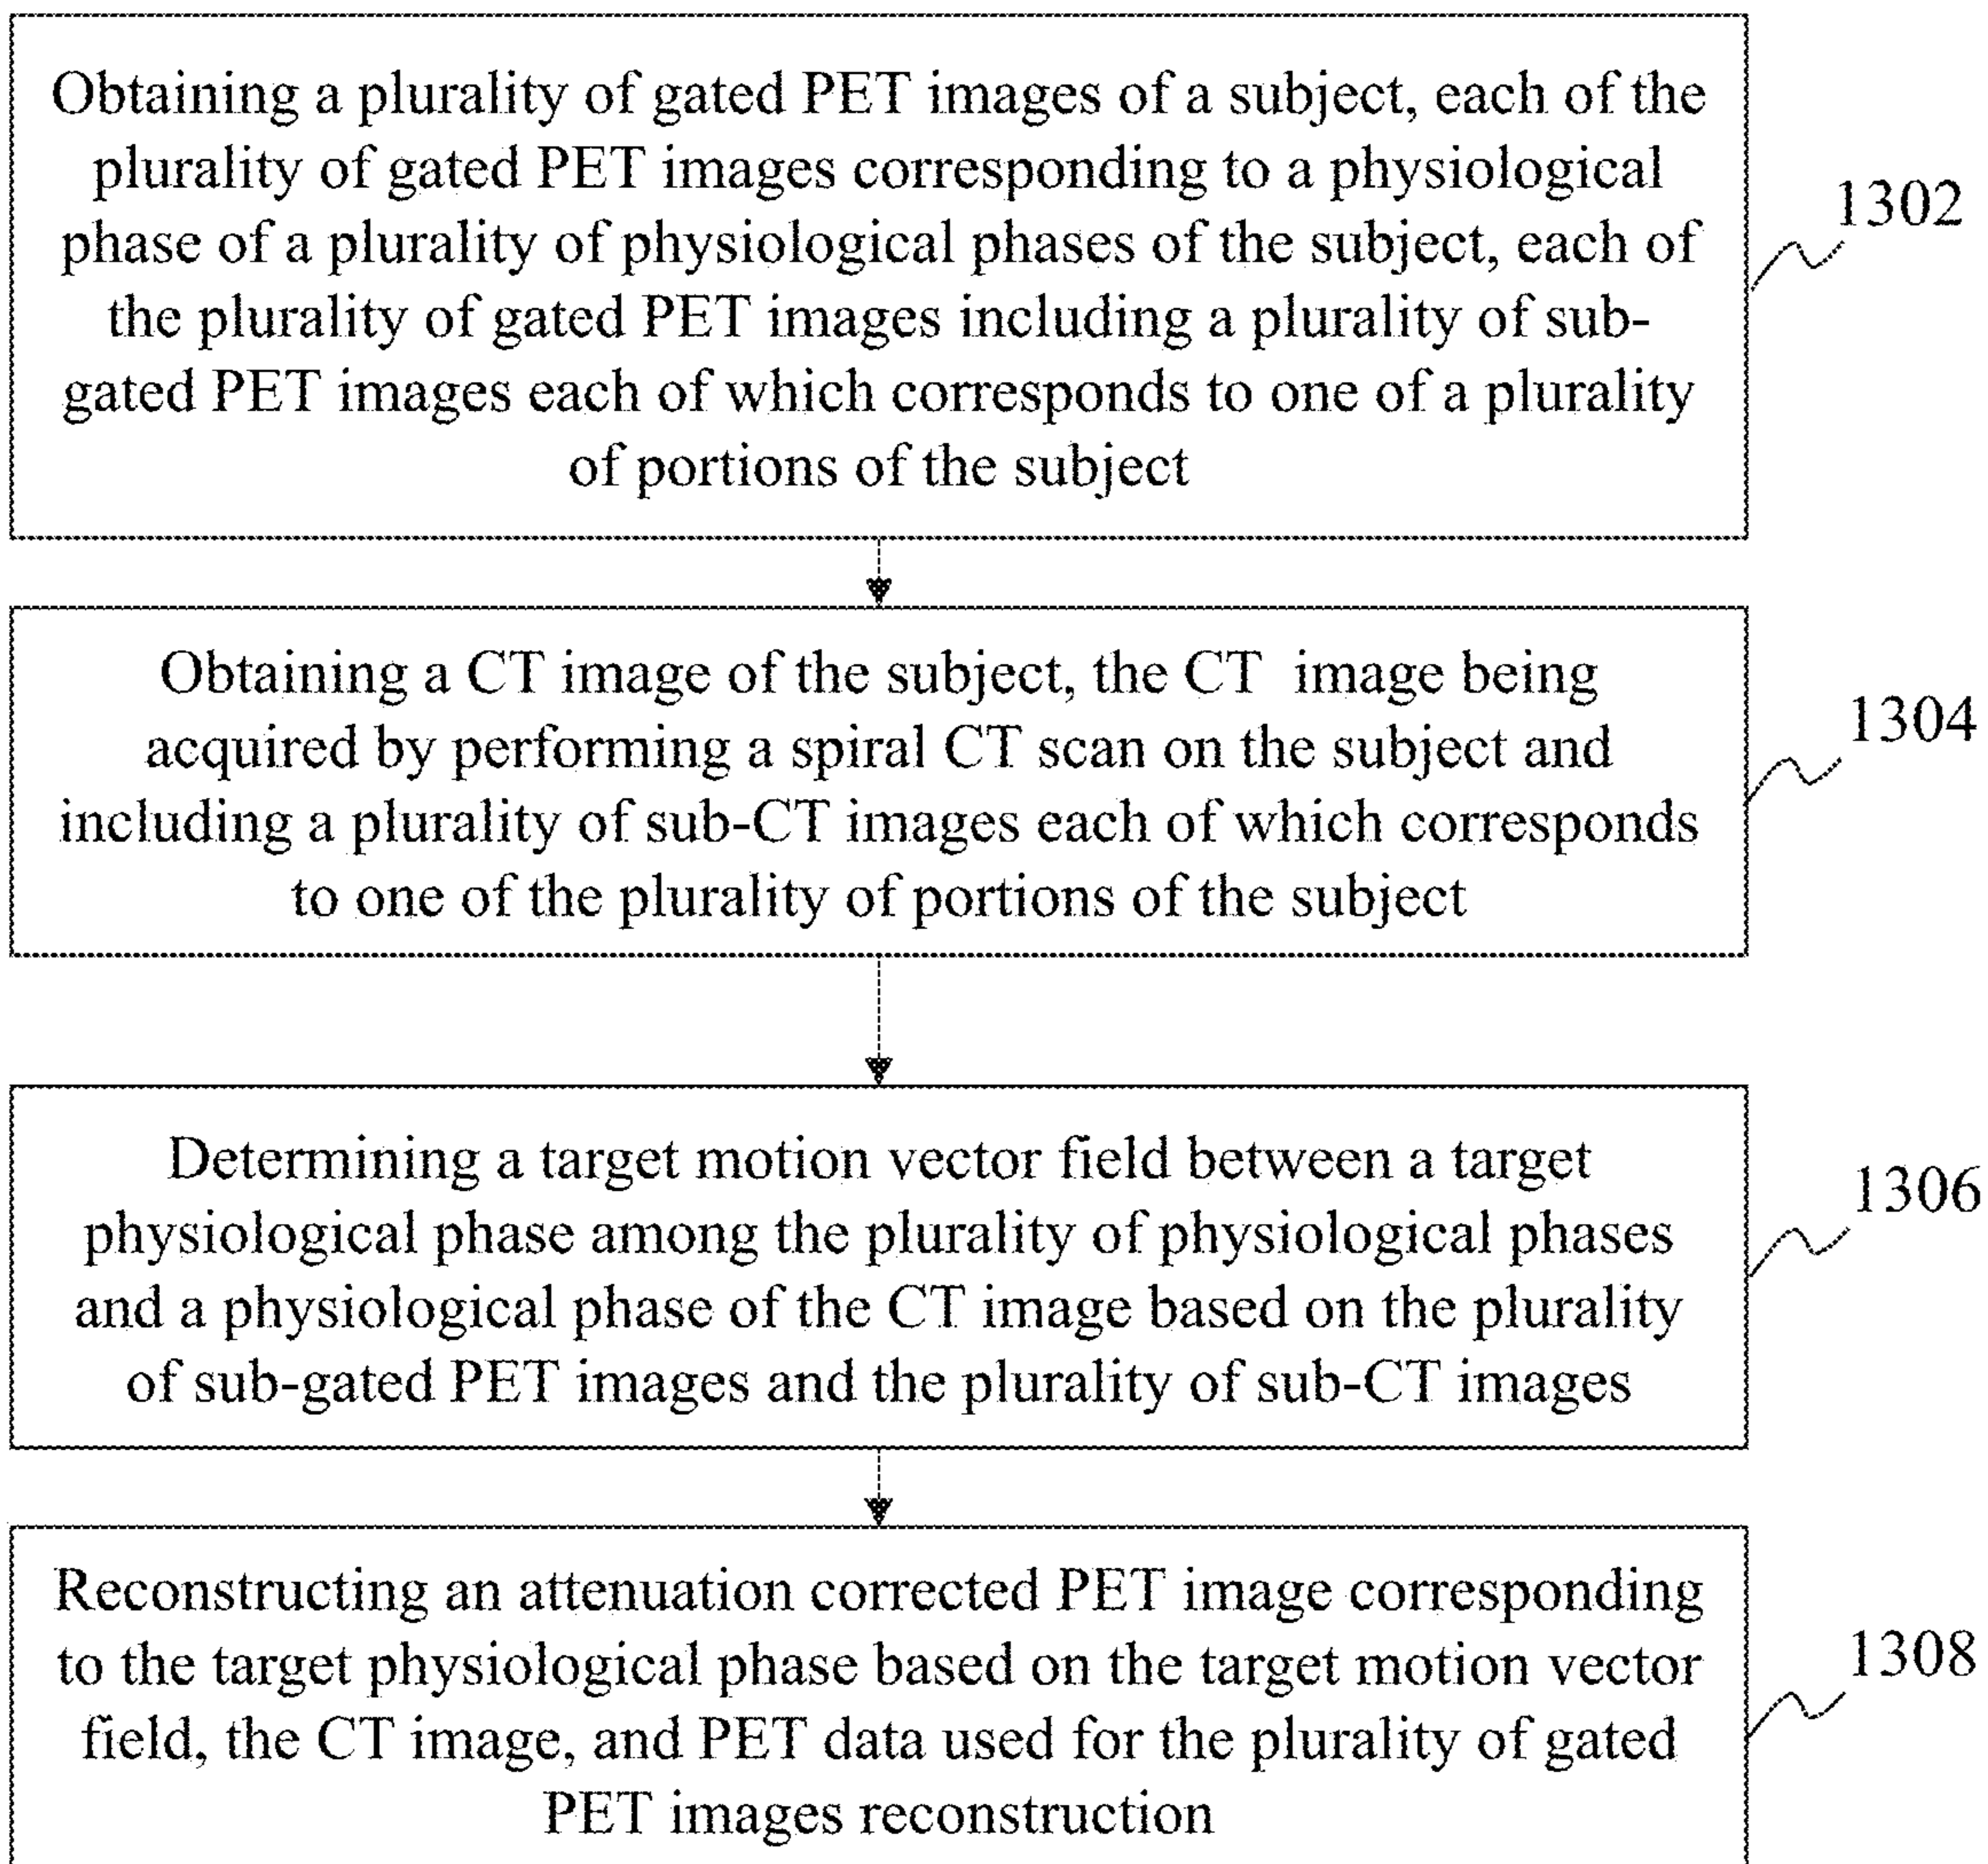 Obtaining a plurality of gated PET images of a subject, each of the
plurality of gated PET images corresponding to a physiological
phase of a plurality of physiological phases of the subject, each of
the plurality of gated PET images including a plurality of sub-
gated PET images each of which corresponds to one of a plurality
of portions of the subject
1302
Obtaining a CT image of the subject, the CT image being
acquired by performing a spiral CT scan on the subject and
including a plurality of sub-CT images each of which corresponds
to one of the plurality of portions of the subject
1304
Determining a target motion vector field between a target
physiological phase among the plurality of physiological phases
and a physiological phase of the CT image based on the plurality
of sub-gated PET images and the plurality of sub-CT images
1306
Reconstructing an attenuation corrected PET image corresponding
to the target physiological phase based on the target motion vector
field, the CT image, and PET data used for the plurality of gated
PET images reconstruction
1308